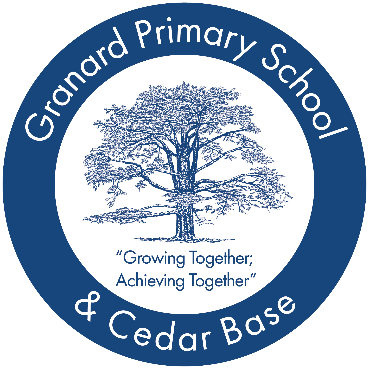 Granard Primary School
“Growing Together;
Achieving Together”
& Cedar Base